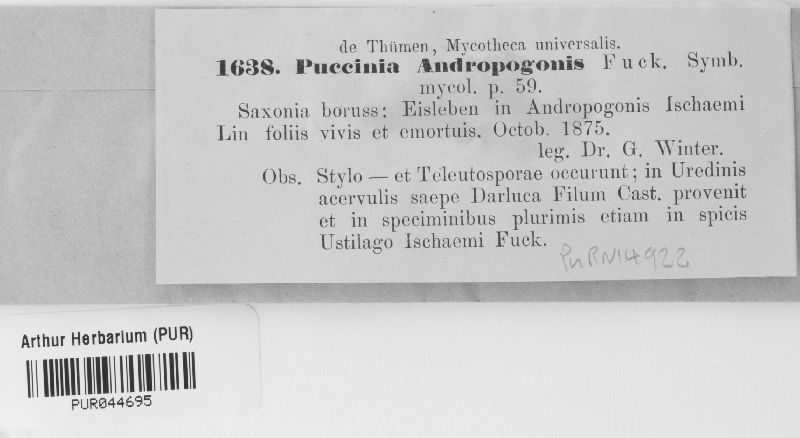 de Thümen, Mycotheca universalis.
1638. Puccinia Andropogonis Fuck. Symb.
mycol. p. 59.
Saxonia boruss: Eisleben in Andropogonis Ischaemi
Lin foliis vivis et emortuis. Octob. 1875.
leg. Dr. G. Winter.
Obs. Stylo — et Teleutosporae occurunt; in Uredinis
acervulis saepe Darluca Filum Cast. provenit
et in speciminibus plurimis etiam in spicis
Ustilago Ischaemi Fuck.
PURN14922
Arthur Herbarium (PUR)
PUR044695